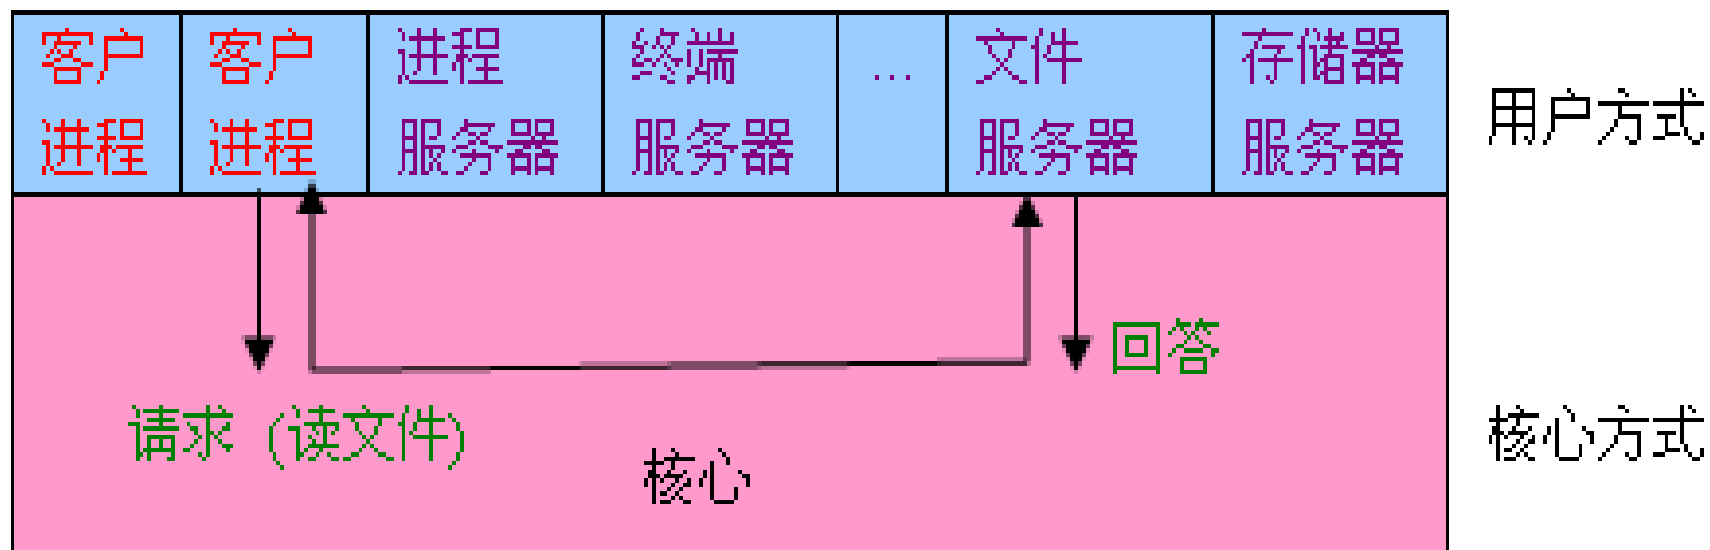 客户
进程
客户
进程
进程
服务器
终端
服务器
...
文件
服务器
存储器
服务器
用户方式
回答
请求 (读文件)
核心
核心方式